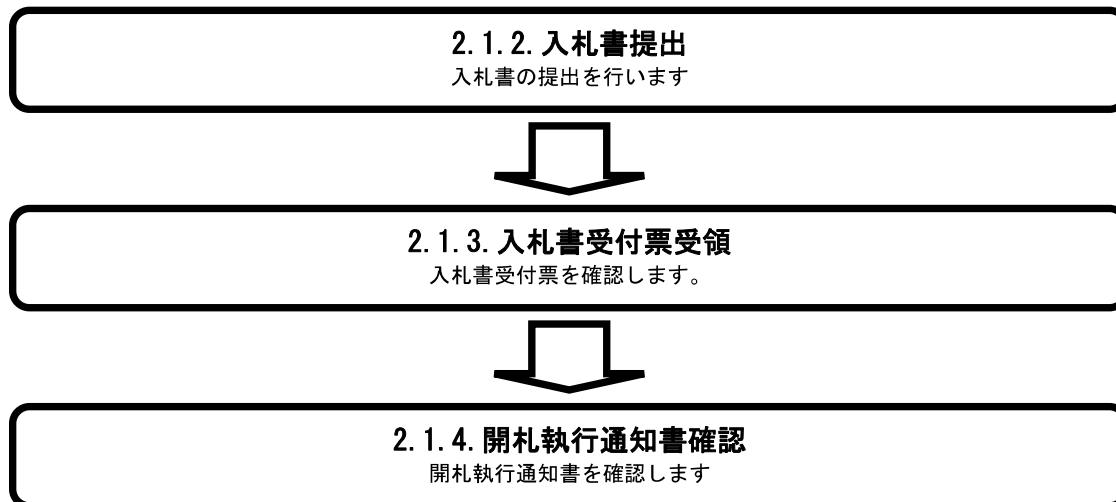 2.1.2.入札書提出
入札書の提出を行います
2.1.3.入札書受付票受領
入札書受付票を確認します。
2.1.4.開札執行通知書確認
開札執行通知書を確認します